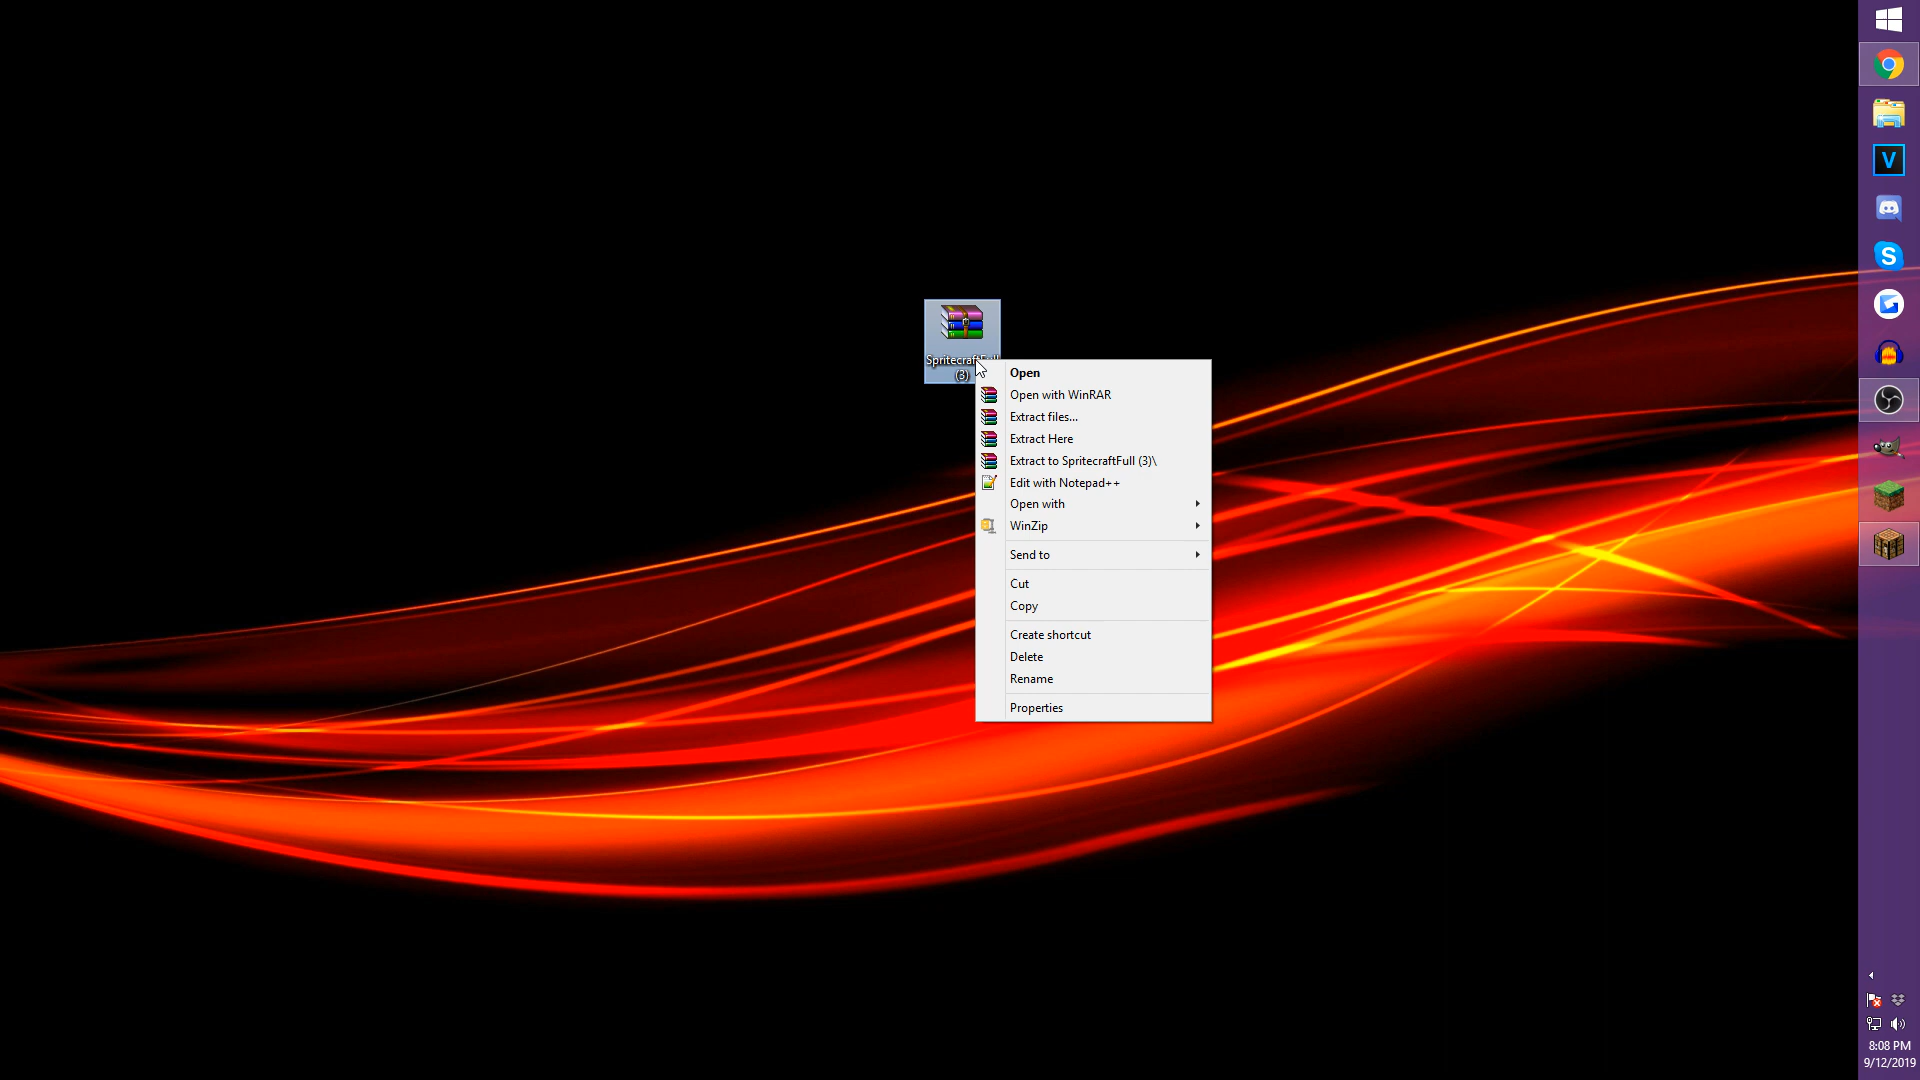 SpritecraftFull
(3)
Open
Open with WinRAR
Extract files...
Extract Here
Extract to SpritecraftFull (3)\
Edit with Notepad++
Open with
WinZip
Send to
Cut
Copy
Create shortcut
Delete
Rename
Properties
V
S
8:08 PM
9/12/2019